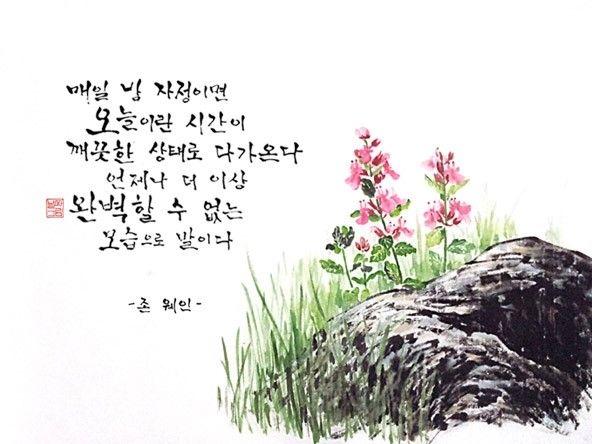 매일 밤 자정이면
오늘이란 시간이
깨끗한 상태로 다가온다
언제나 더 이상
완벽할 수 없는
모습으로 말이다
-존 웨인-